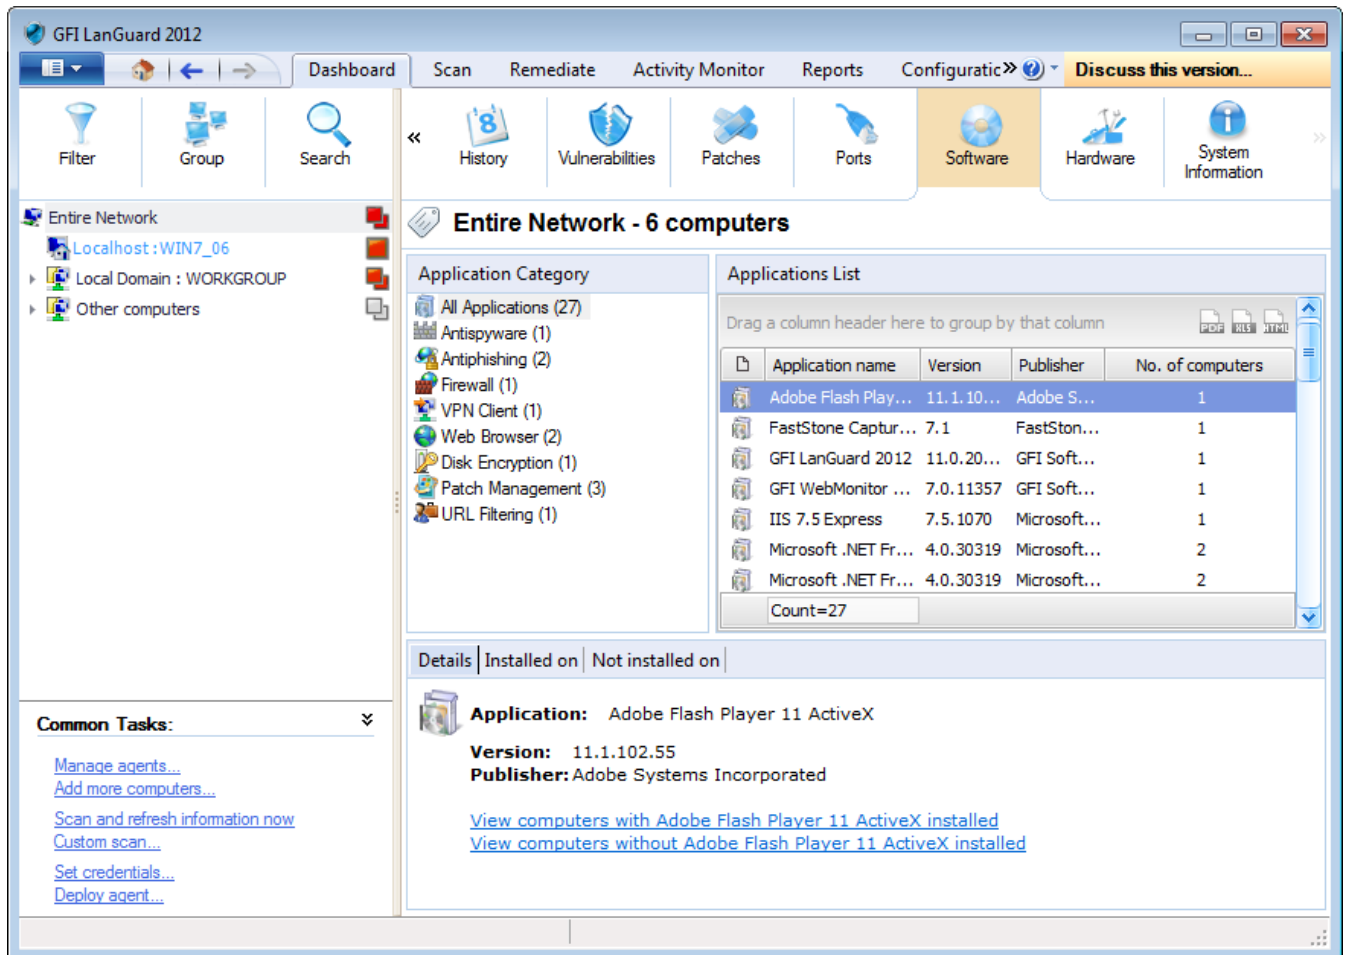 GFI LanGuard 2012
Dashboard Scan Remediate Activity Monitor Reports Configuratic» Discuss this version...
Filter Group Search « History Vulnerabilities Patches Ports Software Hardware System Information »
Entire Network
Localhost : WIN7_06
Local Domain : WORKGROUP
Other computers
Common Tasks:
Manage agents...
Add more computers...
Scan and refresh information now
Custom scan...
Set credentials...
Deploy agent...
Entire Network - 6 computers
Application Category
All Applications (27)
Antispyware (1)
Antiphishing (2)
Firewall (1)
VPN Client (1)
Web Browser (2)
Disk Encryption (1)
Patch Management (3)
URL Filtering (1)
Applications List
Drag a column header here to group by that column PDF XLS HTML
Application name Version Publisher No. of computers
Adobe Flash Play... 11.1.10... Adobe S... 1
FastStone Captur... 7.1 FastSton... 1
GFI LanGuard 2012 11.0.20... GFI Soft... 1
GFI WebMonitor ... 7.0.11357 GFI Soft... 1
IIS 7.5 Express 7.5.1070 Microsoft... 1
Microsoft .NET Fr... 4.0.30319 Microsoft... 2
Microsoft .NET Fr... 4.0.30319 Microsoft... 2
Count=27
Details Installed on Not installed on
Application: Adobe Flash Player 11 ActiveX
Version: 11.1.102.55
Publisher: Adobe Systems Incorporated
View computers with Adobe Flash Player 11 ActiveX installed
View computers without Adobe Flash Player 11 ActiveX installed